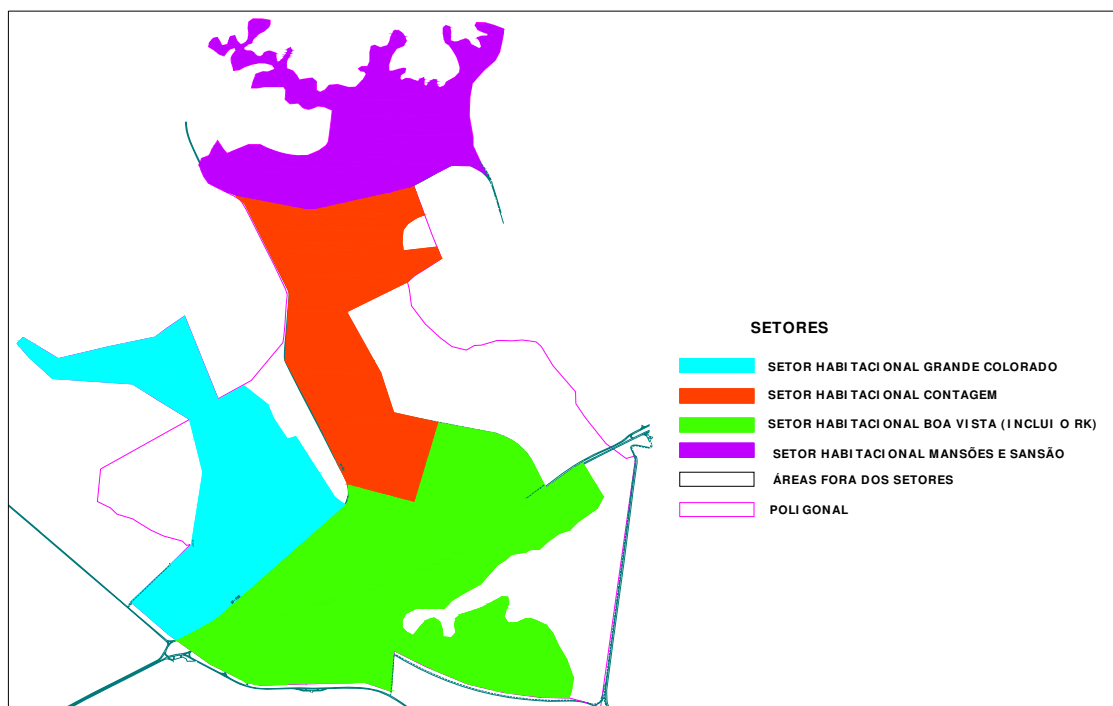 SETORES
SETOR HABITACIONAL GRANDE COLORADO
SETOR HABITACIONAL CONTAGEM
SETOR HABITACIONAL BOA VISTA (INCLUI O RK)
SETOR HABITACIONAL MANSÕES E SANSÃO
ÁREAS FORA DOS SETORES
POLIGONAL